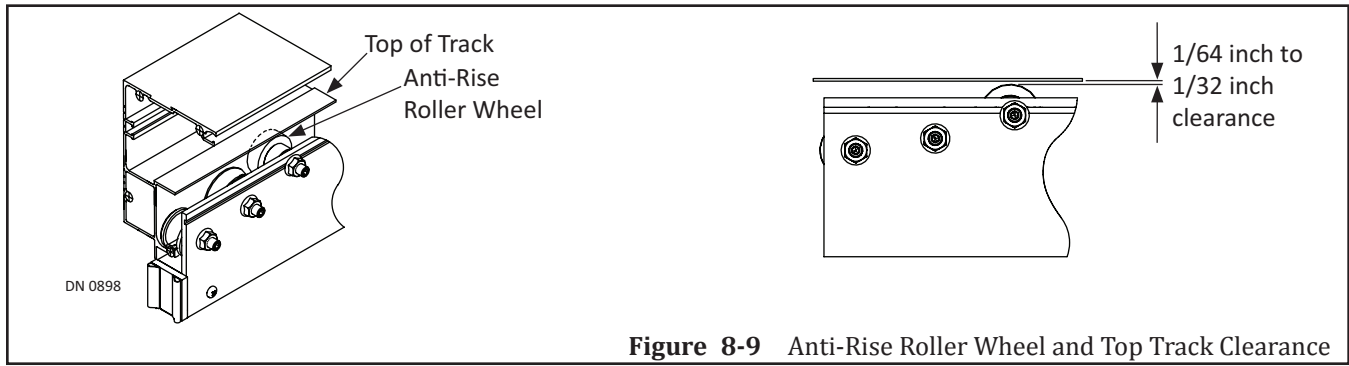 Top of Track
Anti-Rise
Roller Wheel
1/64 inch to
1/32 inch
clearance
DN 0898
Figure 8-9 Anti-Rise Roller Wheel and Top Track Clearance